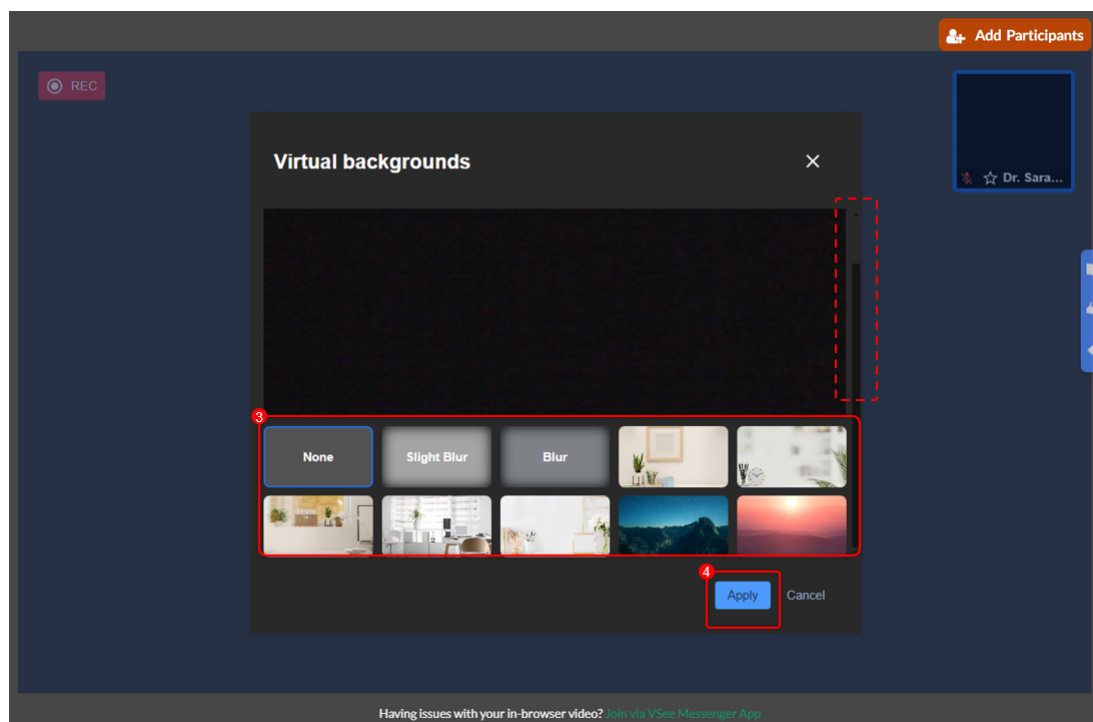 Add Participants
REC
Virtual backgrounds
Dr. Sara...
3
None
Slight Blur
Blur
4
Apply
Cancel
Having issues with your in-browser video? Join via VSee Messenger App